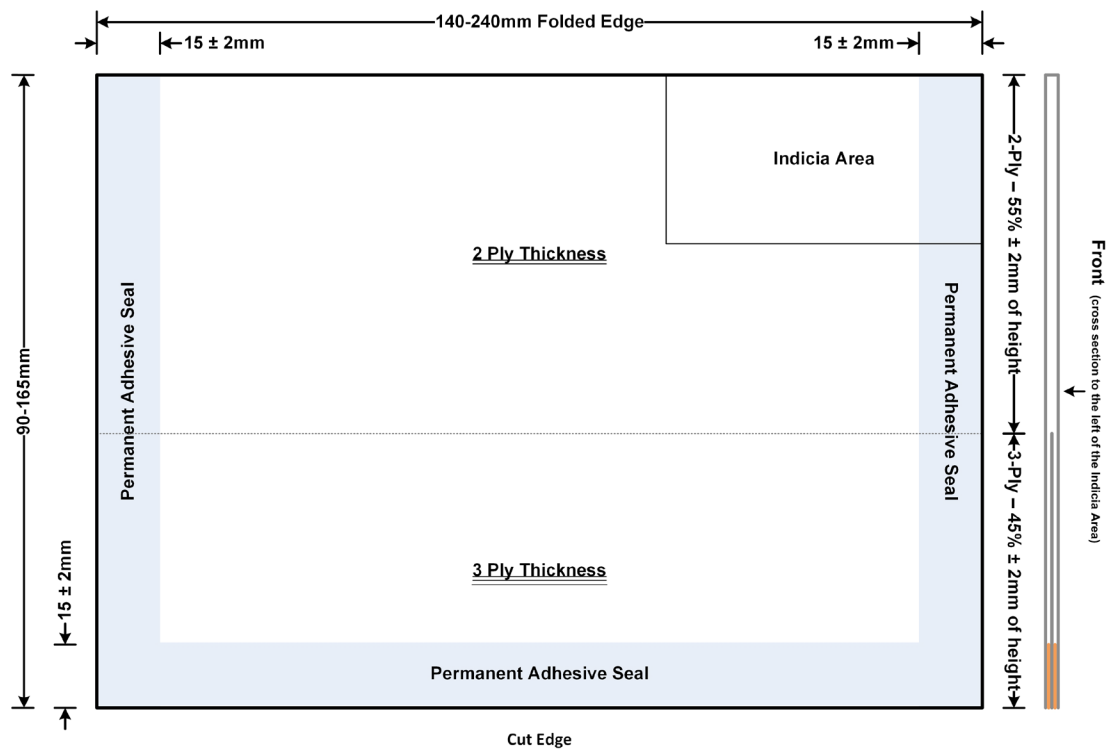 140-240mm Folded Edge
15 ± 2mm
15 ± 2mm
Indicia Area
2 Ply Thickness
90-165mm
Permanent Adhesive Seal
Permanent Adhesive Seal
2-Ply – 55% ± 2mm of height
Front (cross section to the left of the Indicia Area)
3 Ply Thickness
15 ± 2mm
3-Ply – 45% ± 2mm of height
Permanent Adhesive Seal
Cut Edge